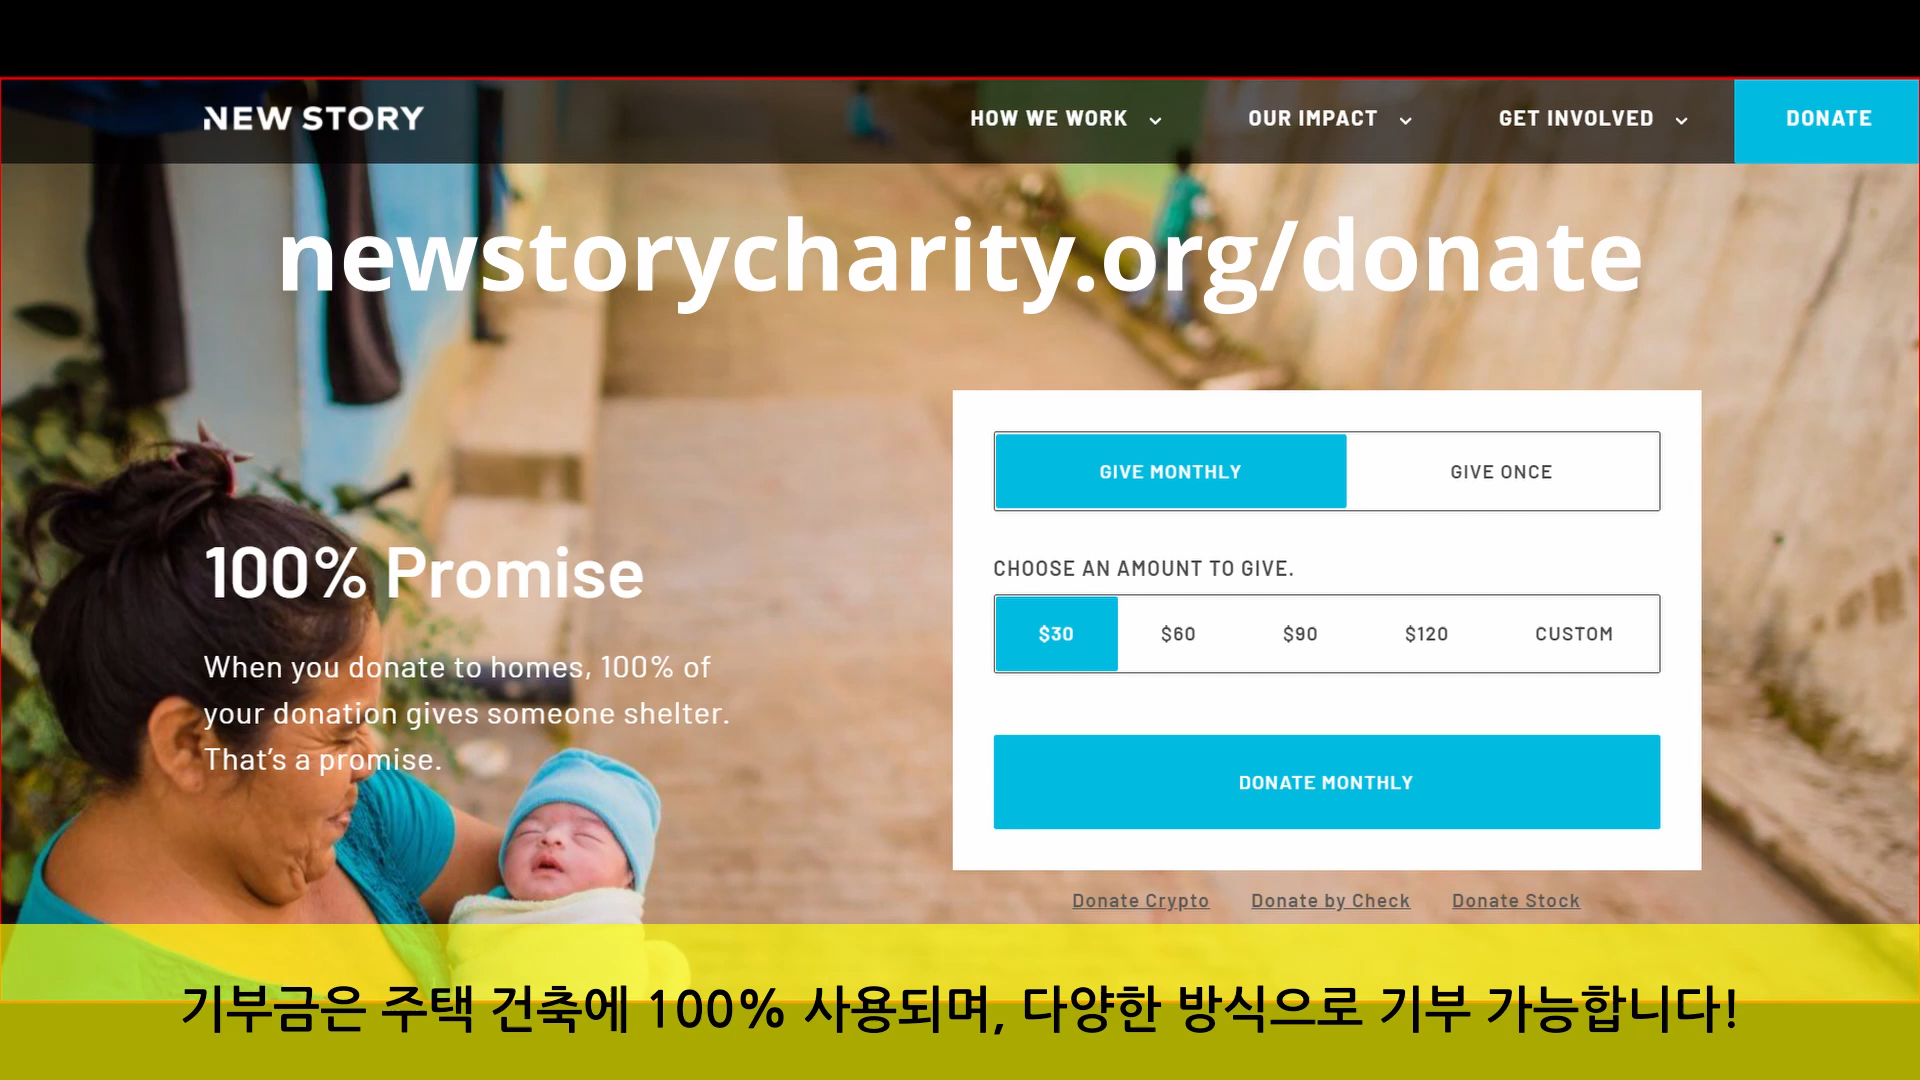 NEW STORY
HOW WE WORK
OUR IMPACT
GET INVOLVED
DONATE
newstorycharity.org/donate
100% Promise
When you donate to homes, 100% of
your donation gives someone shelter.
That’s a promise.
GIVE MONTHLY
GIVE ONCE
CHOOSE AN AMOUNT TO GIVE.
$30
$60
$90
$120
CUSTOM
DONATE MONTHLY
Donate Crypto
Donate by Check
Donate Stock
기부금은 주택 건축에 100% 사용되며, 다양한 방식으로 기부 가능합니다!